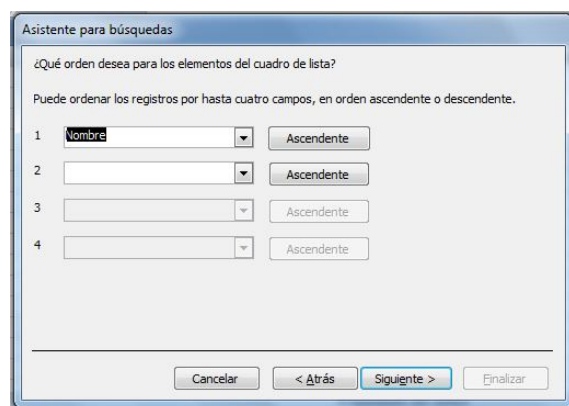 Asistente para búsquedas
¿Qué orden desea para los elementos del cuadro de lista?
Puede ordenar los registros por hasta cuatro campos, en orden ascendente o descendente.
1 Nombre Ascendente
2 Ascendente
3 Ascendente
4 Ascendente
Cancelar < Atrás Siguiente > Finalizar